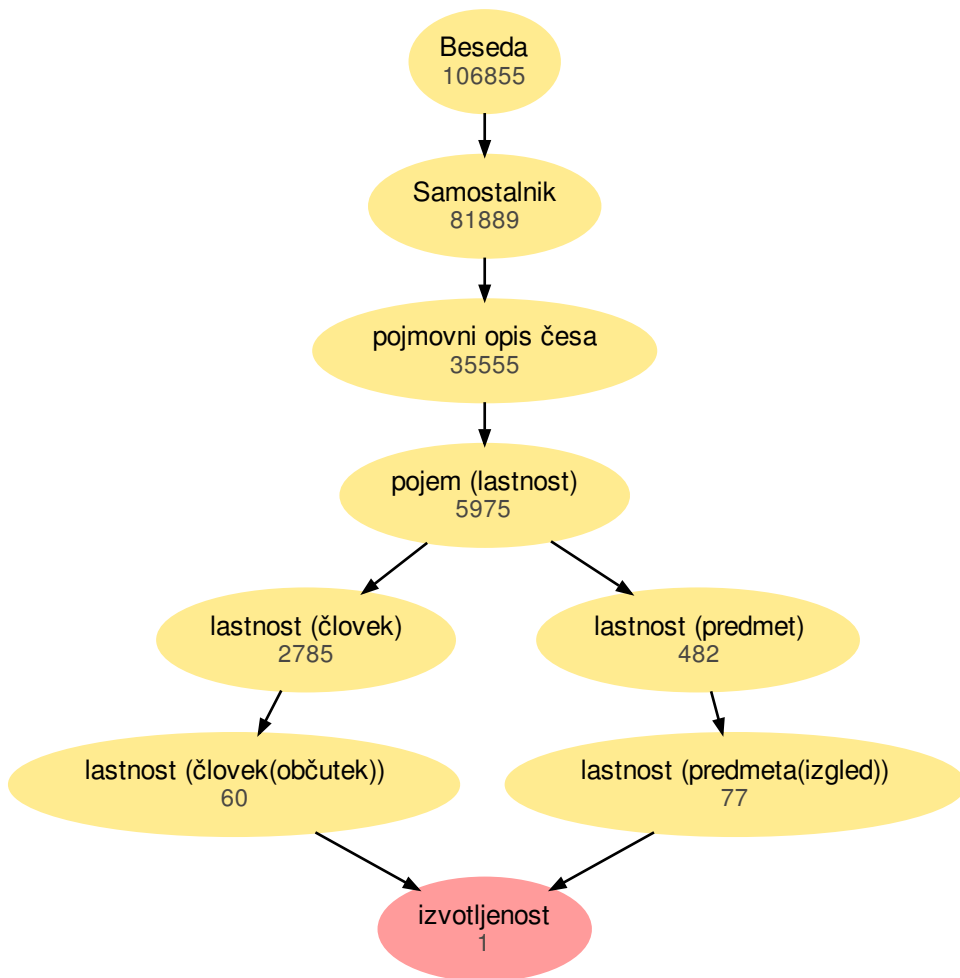 Beseda
106855
Samostalnik
81889
pojmovni opis česa
35555
pojem (lastnost)
5975
lastnost (človek)
2785
lastnost (predmet)
482
lastnost (človek(občutek))
60
lastnost (predmeta(izgled))
77
izvotljenost
1